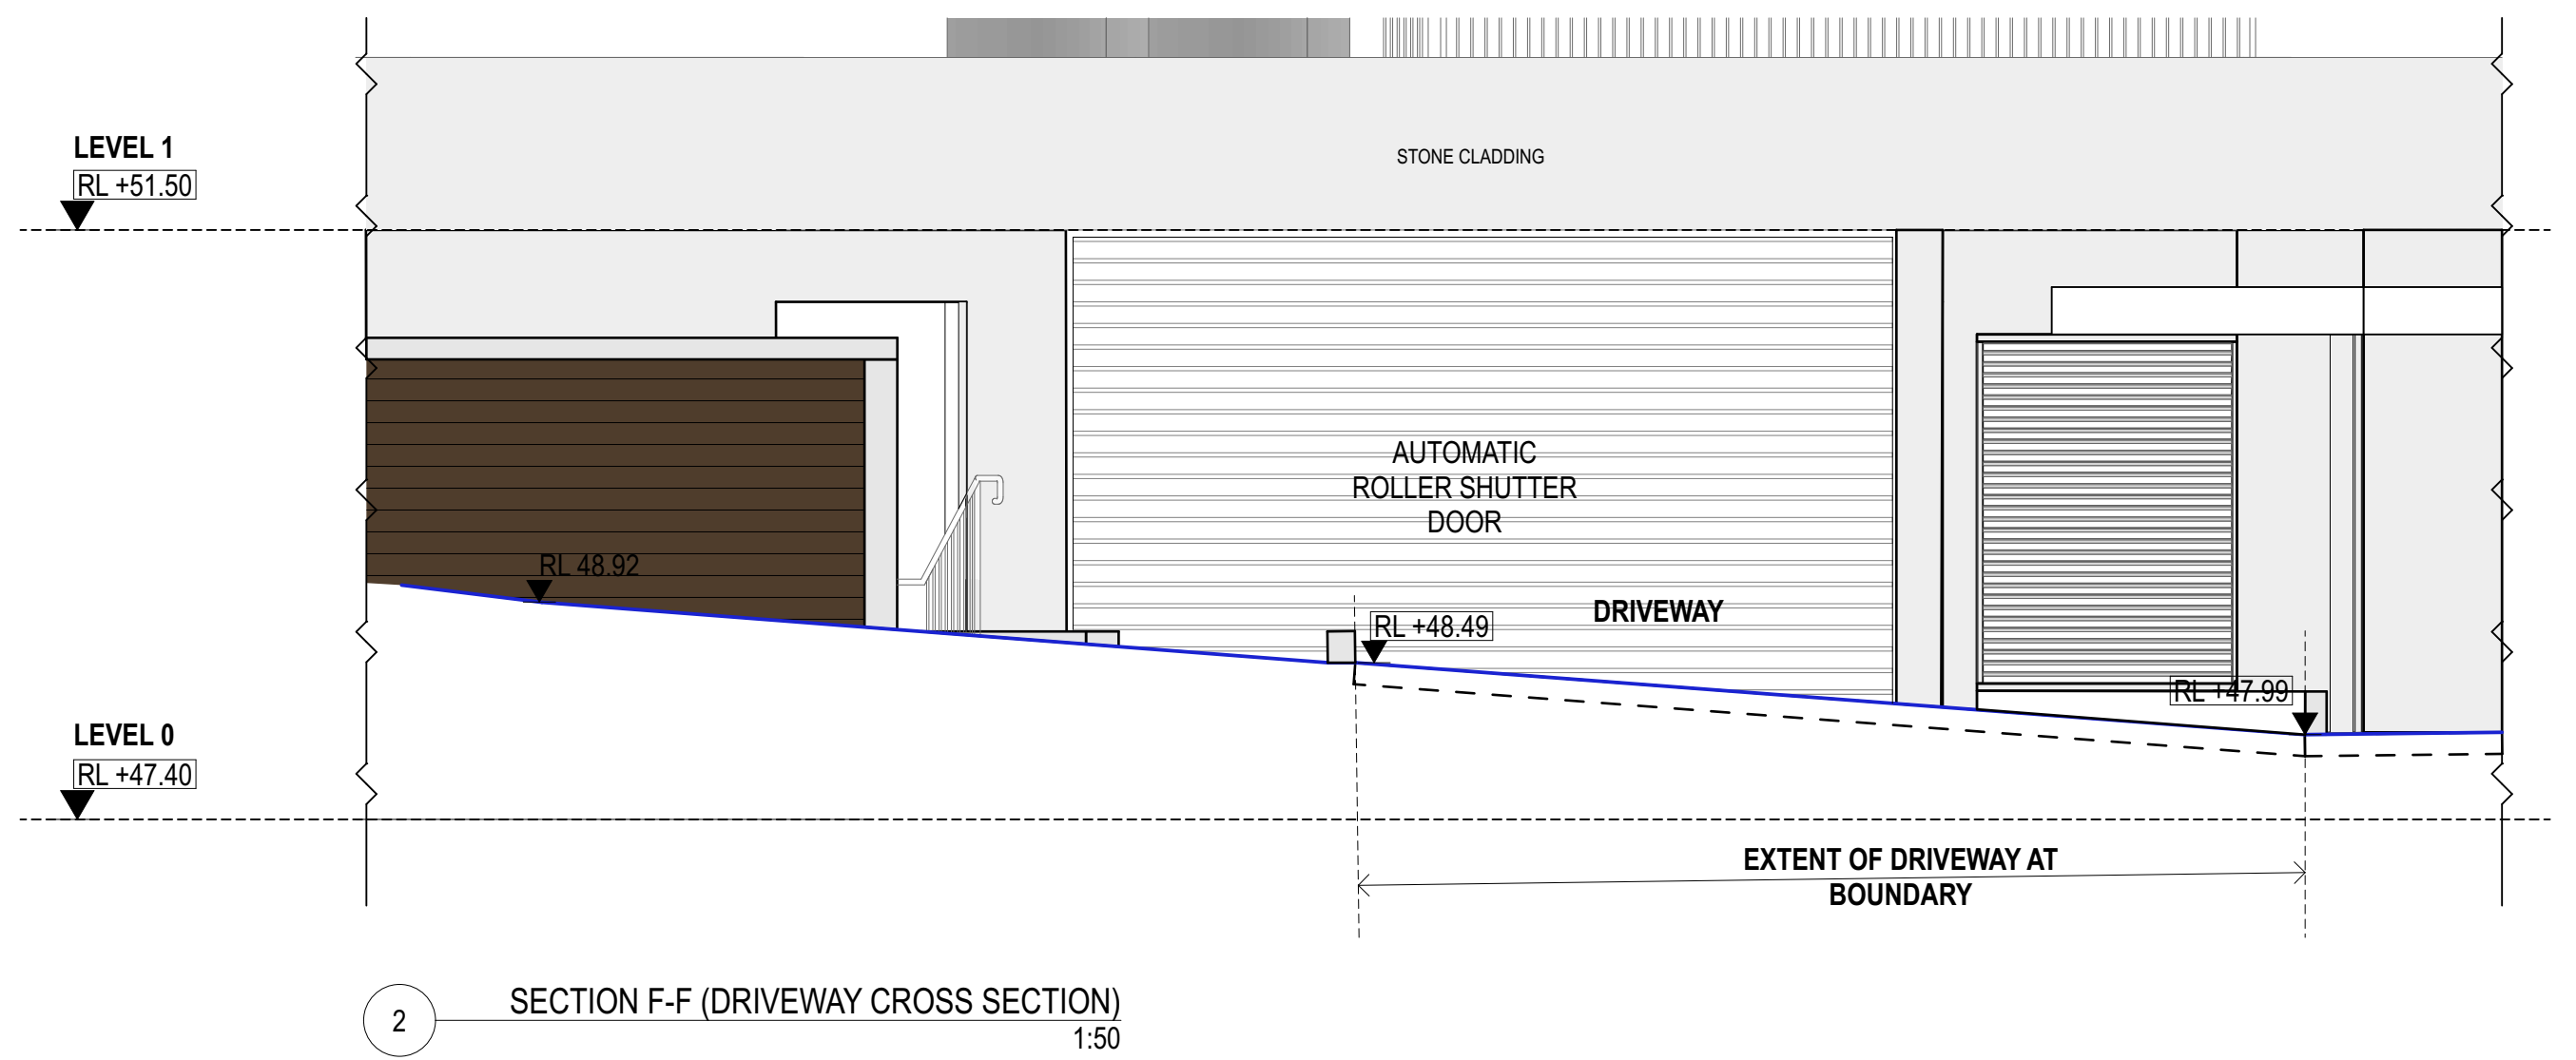 LEVEL 1
RL +51.50
STONE CLADDING
AUTOMATIC
ROLLER SHUTTER
DOOR
RL 48.92
DRIVEWAY
RL +48.49
RL +47.99
LEVEL 0
RL +47.40
EXTENT OF DRIVEWAY AT
BOUNDARY
2
SECTION F-F (DRIVEWAY CROSS SECTION)
1:50